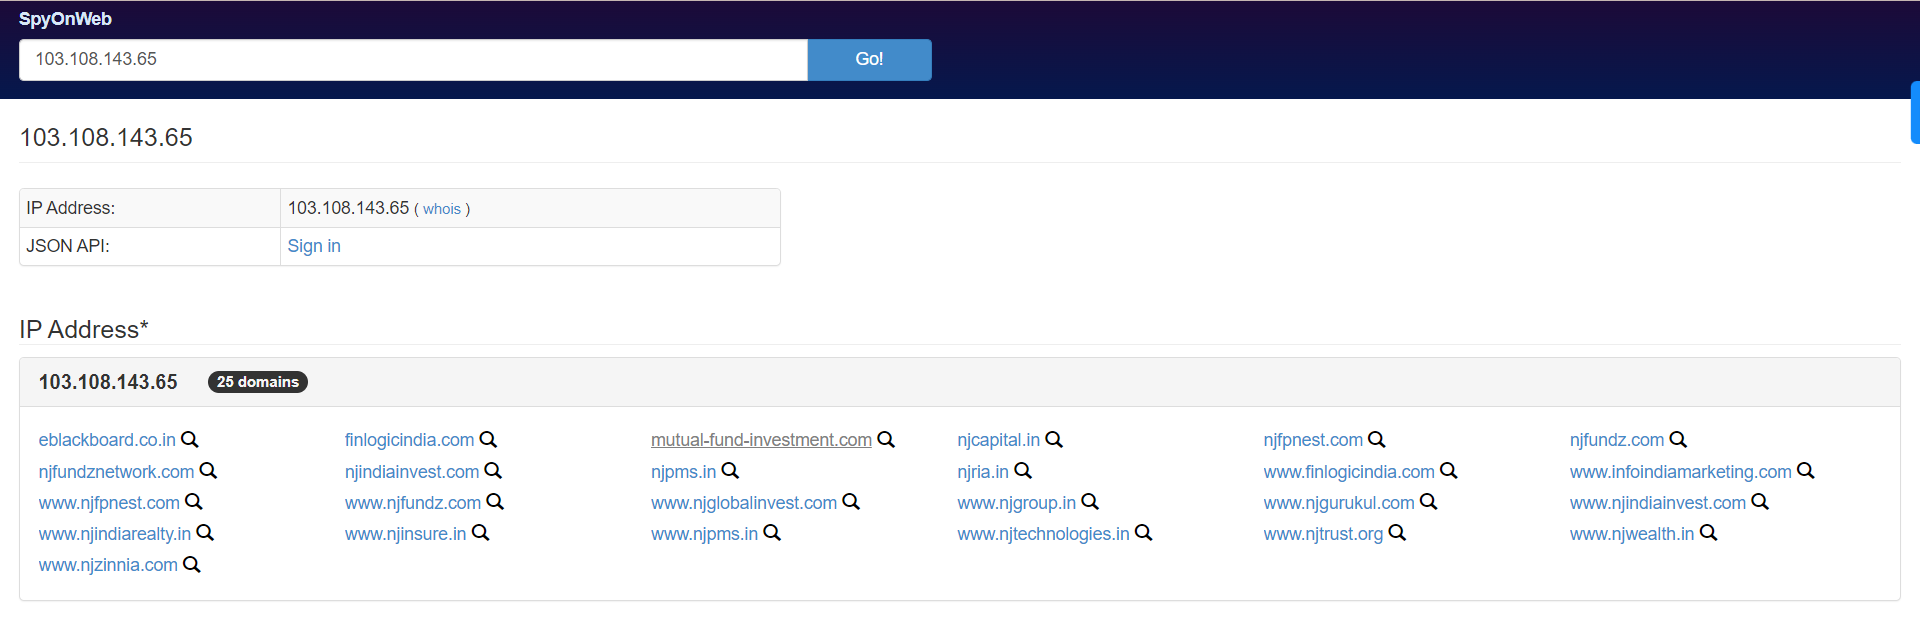 SpyOnWeb
103.108.143.65 Go!
103.108.143.65
IP Address: 103.108.143.65 ( whois )
JSON API: Sign in
IP Address*
103.108.143.65 25 domains
eblackboard.co.in finlogicindia.com mutual-fund-investment.com njcapital.in njfpnest.com njfundz.com
njfundznetwork.com njindiainvest.com njpms.in njria.in www.finlogicindia.com www.infoindiamarketing.com
www.njfpnest.com www.njfundz.com www.njglobalinvest.com www.njgroup.in www.njgurukul.com www.njindiainvest.com
www.njindiarealty.in www.njinsure.in www.njpms.in www.njtechnologies.in www.njtrust.org www.njwealth.in
www.njzinnia.com